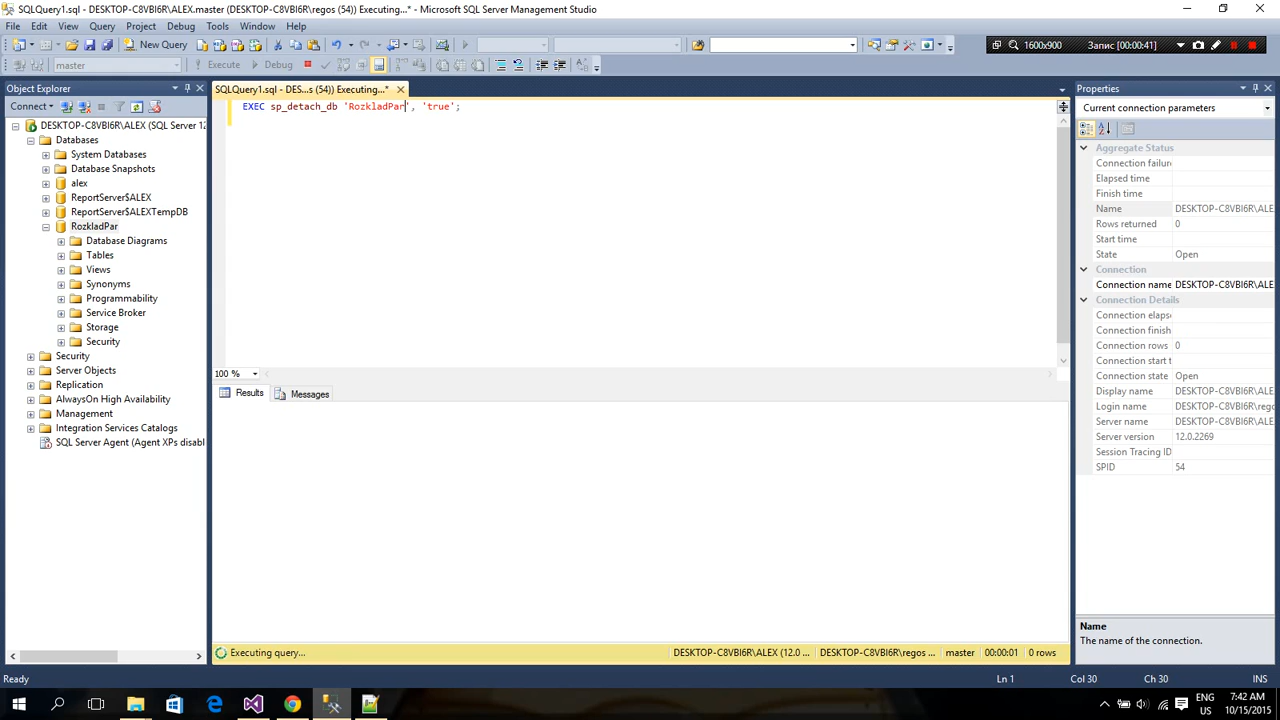 SQLQuery1.sql - DESKTOP-C8VBI6R\ALEX.master (DESKTOP-C8VBI6R\regos (54)) Executing...* - Microsoft SQL Server Management Studio
File Edit View Query Project Debug Tools Window Help
New Query
1600x900 Запис [00:00:41]
master Execute Debug
Object Explorer
Connect
DESKTOP-C8VBI6R\ALEX (SQL Server 12
Databases
System Databases
Database Snapshots
alex
ReportServer$ALEX
ReportServer$ALEXTempDB
RozkladPar
Database Diagrams
Tables
Views
Synonyms
Programmability
Service Broker
Storage
Security
Security
Server Objects
Replication
AlwaysOn High Availability
Management
Integration Services Catalogs
SQL Server Agent (Agent XPs disabl
SQLQuery1.sql - DES...s (54)) Executing...*
EXEC sp_detach_db 'RozkladPar', 'true';
100 %
Results Messages
Executing query... DESKTOP-C8VBI6R\ALEX (12.0 ... DESKTOP-C8VBI6R\regos ... master 00:00:01 0 rows
Properties
Current connection parameters
Aggregate Status
Connection failure
Elapsed time
Finish time
Name DESKTOP-C8VBI6R\ALE
Rows returned 0
Start time
State Open
Connection
Connection name DESKTOP-C8VBI6R\ALE
Connection Details
Connection elaps
Connection finish
Connection rows 0
Connection start t
Connection state Open
Display name DESKTOP-C8VBI6R\ALE
Login name DESKTOP-C8VBI6R\rego
Server name DESKTOP-C8VBI6R\ALE
Server version 12.0.2269
Session Tracing ID
SPID 54
Name
The name of the connection.
Ready Ln 1 Col 30 Ch 30 INS
ENG US 7:42 AM 10/15/2015